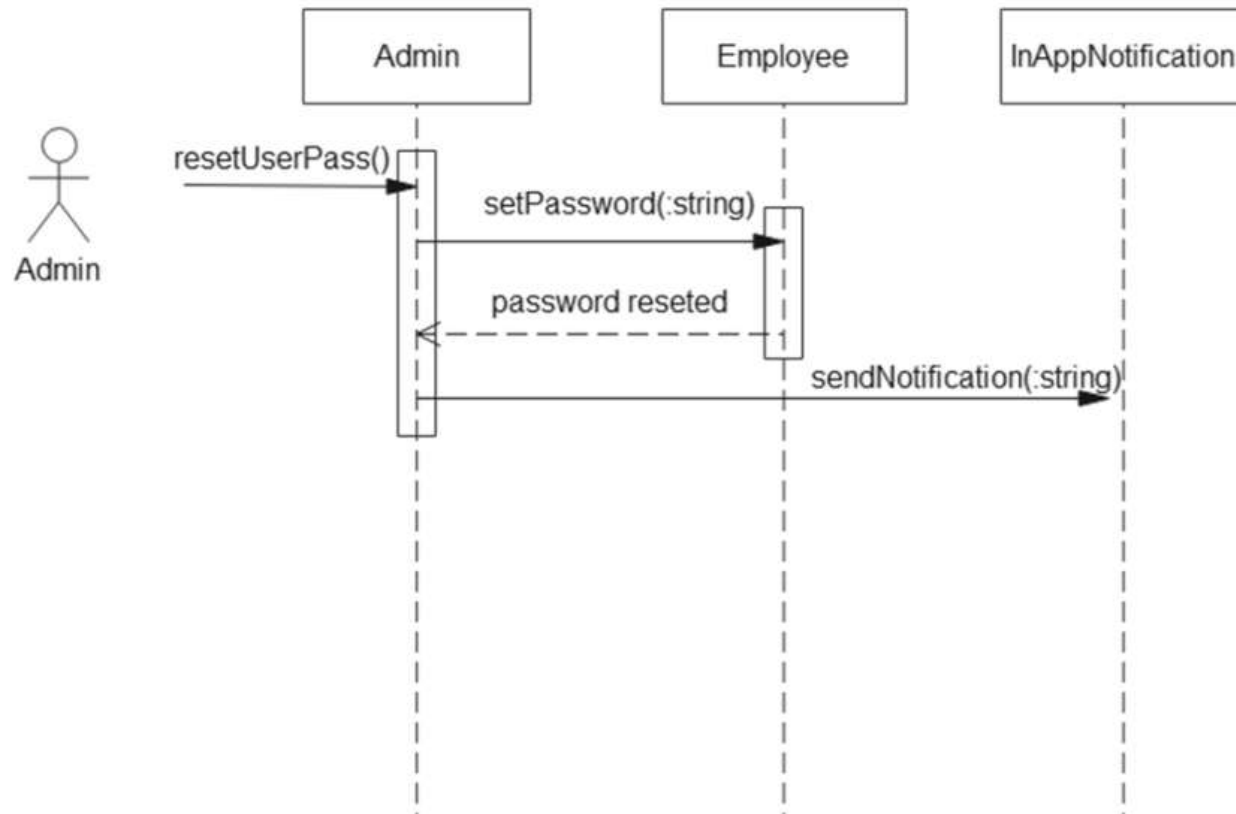 Admin
Employee
InAppNotification
resetUserPass()
setPassword(:string)
Admin
password reseted
sendNotification(:string)